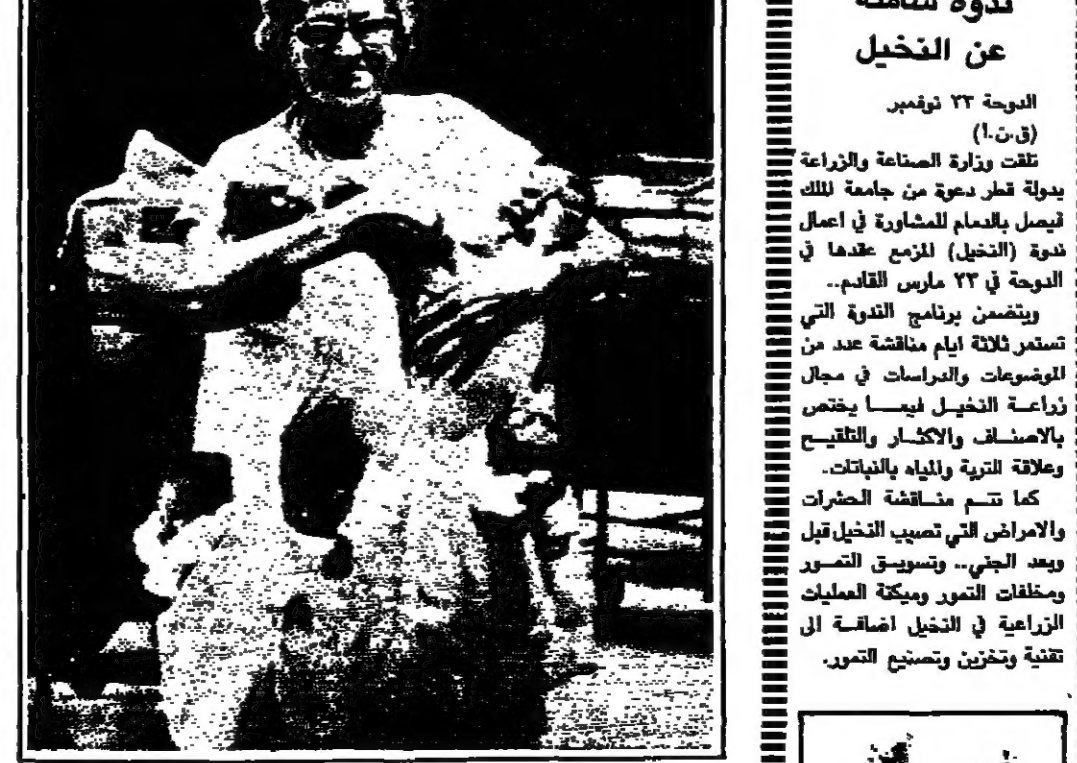 ندوة
عن النخيل
الدوحة ٢٣ نوفمبر
(ق.ن.ا)
تلقت وزارة الصناعة والزراعة
بدولة قطر دعوة من جامعة الملك
فيصل بالدمام للمشاورة في اعمال
ندوة (النخيل) المزمع عقدها في
الدوحة في ٢٣ مارس القادم..
ويتضمن برنامج الندوة التي
تستمر ثلاثة ايام مناقشة عدد من
الموضوعات والدراسات في مجال
زراعة النخيل فيما يختص
بالاصناف والاكثار والتلقيح
وعلاقة التربة والمياه بالنباتات.
كما تتم مناقشة الحشرات
والامراض التي تصيب النخيل قبل
وبعد الجني.. وتسويق التمور
ومخلفات التمور وميكنة العمليات
الزراعية في النخيل اضافة الى
تقنية وتخزين وتصنيع التمور.